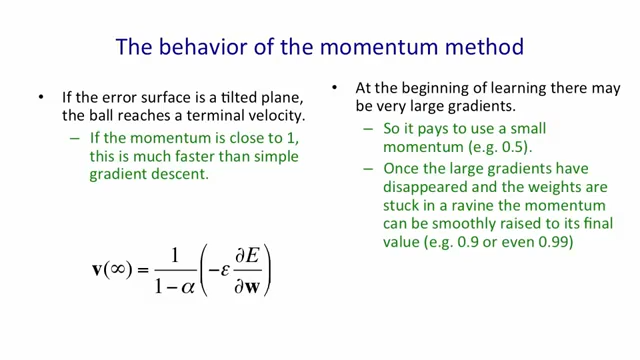 The behavior of the momentum method
• If the error surface is a tilted plane,
the ball reaches a terminal velocity.
– If the momentum is close to 1,
this is much faster than simple
gradient descent.
v(∞) = 1/(1−α) (−ε ∂E/∂w)
• At the beginning of learning there may
be very large gradients.
– So it pays to use a small
momentum (e.g. 0.5).
– Once the large gradients have
disappeared and the weights are
stuck in a ravine the momentum
can be smoothly raised to its final
value (e.g. 0.9 or even 0.99)